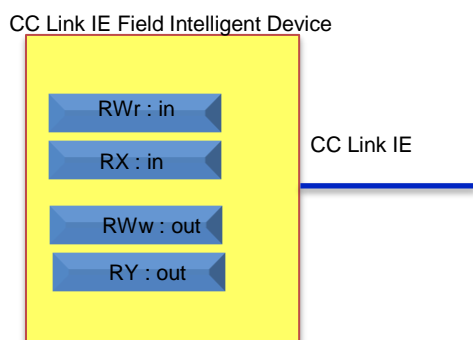 CC Link IE Field Intelligent Device
RWr : in
RX : in
CC Link IE
RWw : out
RY : out